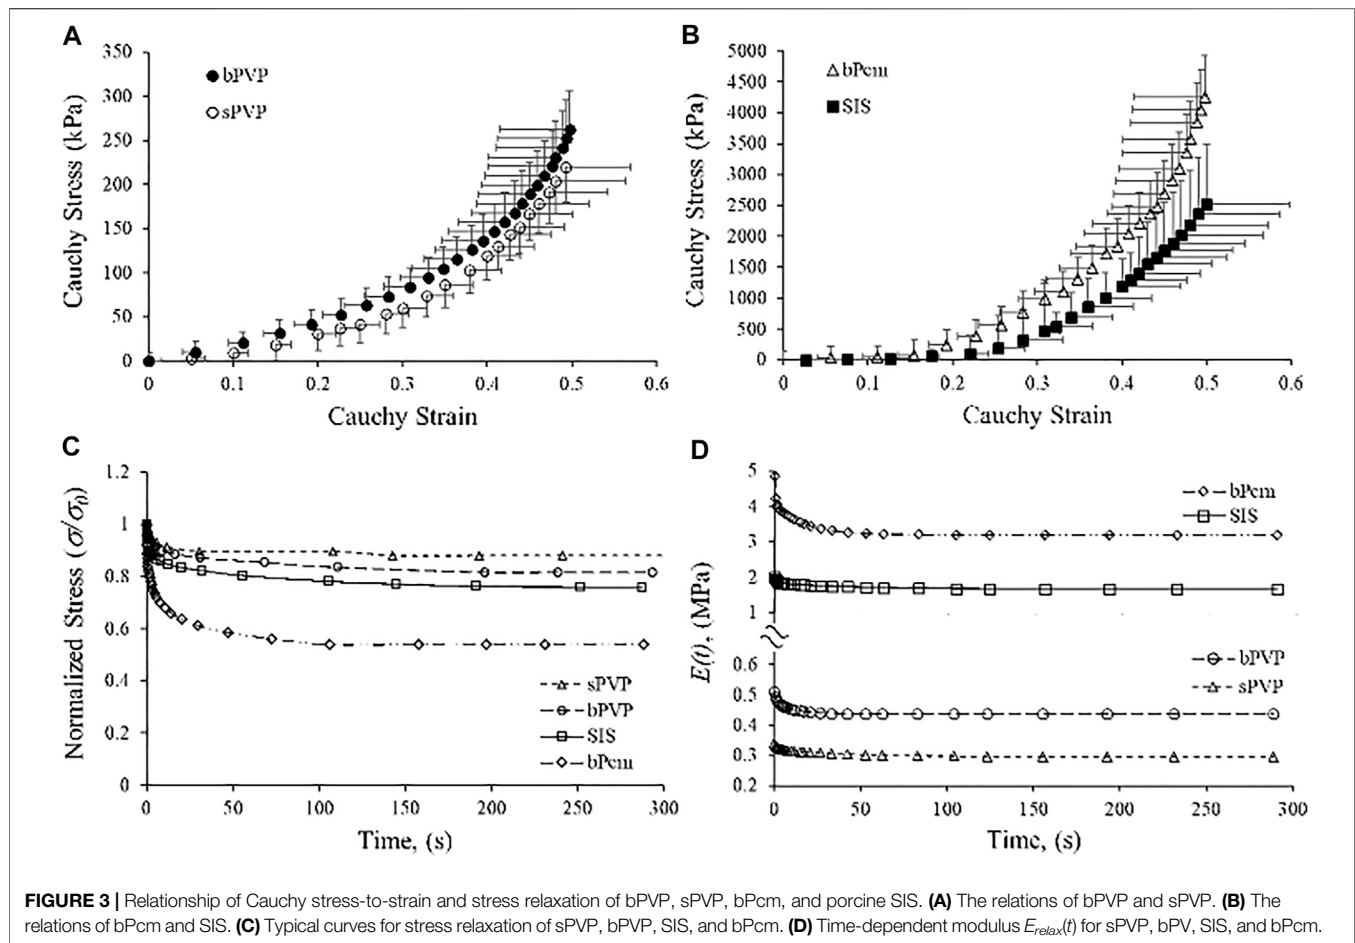 A
350
300
250
200
150
100
50
0
Cauchy Stress (kPa)
bPVP
sPVP
0 0.1 0.2 0.3 0.4 0.5 0.6
Cauchy Strain
B
5000
4500
4000
3500
3000
2500
2000
1500
1000
500
0
Cauchy Stress (kPa)
bPcm
SIS
0 0.1 0.2 0.3 0.4 0.5 0.6
Cauchy Strain
C
1.2
1
0.8
0.6
0.4
0.2
0
Normalized Stress (σ/σ0)
sPVP
bPVP
SIS
bPcm
0 50 100 150 200 250 300
Time, (s)
D
5
4
3
2
1
0.6
0.5
0.4
0.3
0.2
E(t), (MPa)
bPcm
SIS
bPVP
sPVP
0 50 100 150 200 250 300
Time, (s)
FIGURE 3 | Relationship of Cauchy stress-to-strain and stress relaxation of bPVP, sPVP, bPcm, and porcine SIS. (A) The relations of bPVP and sPVP. (B) The
relations of bPcm and SIS. (C) Typical curves for stress relaxation of sPVP, bPVP, SIS, and bPcm. (D) Time-dependent modulus Erelax(t) for sPVP, bPV, SIS, and bPcm.